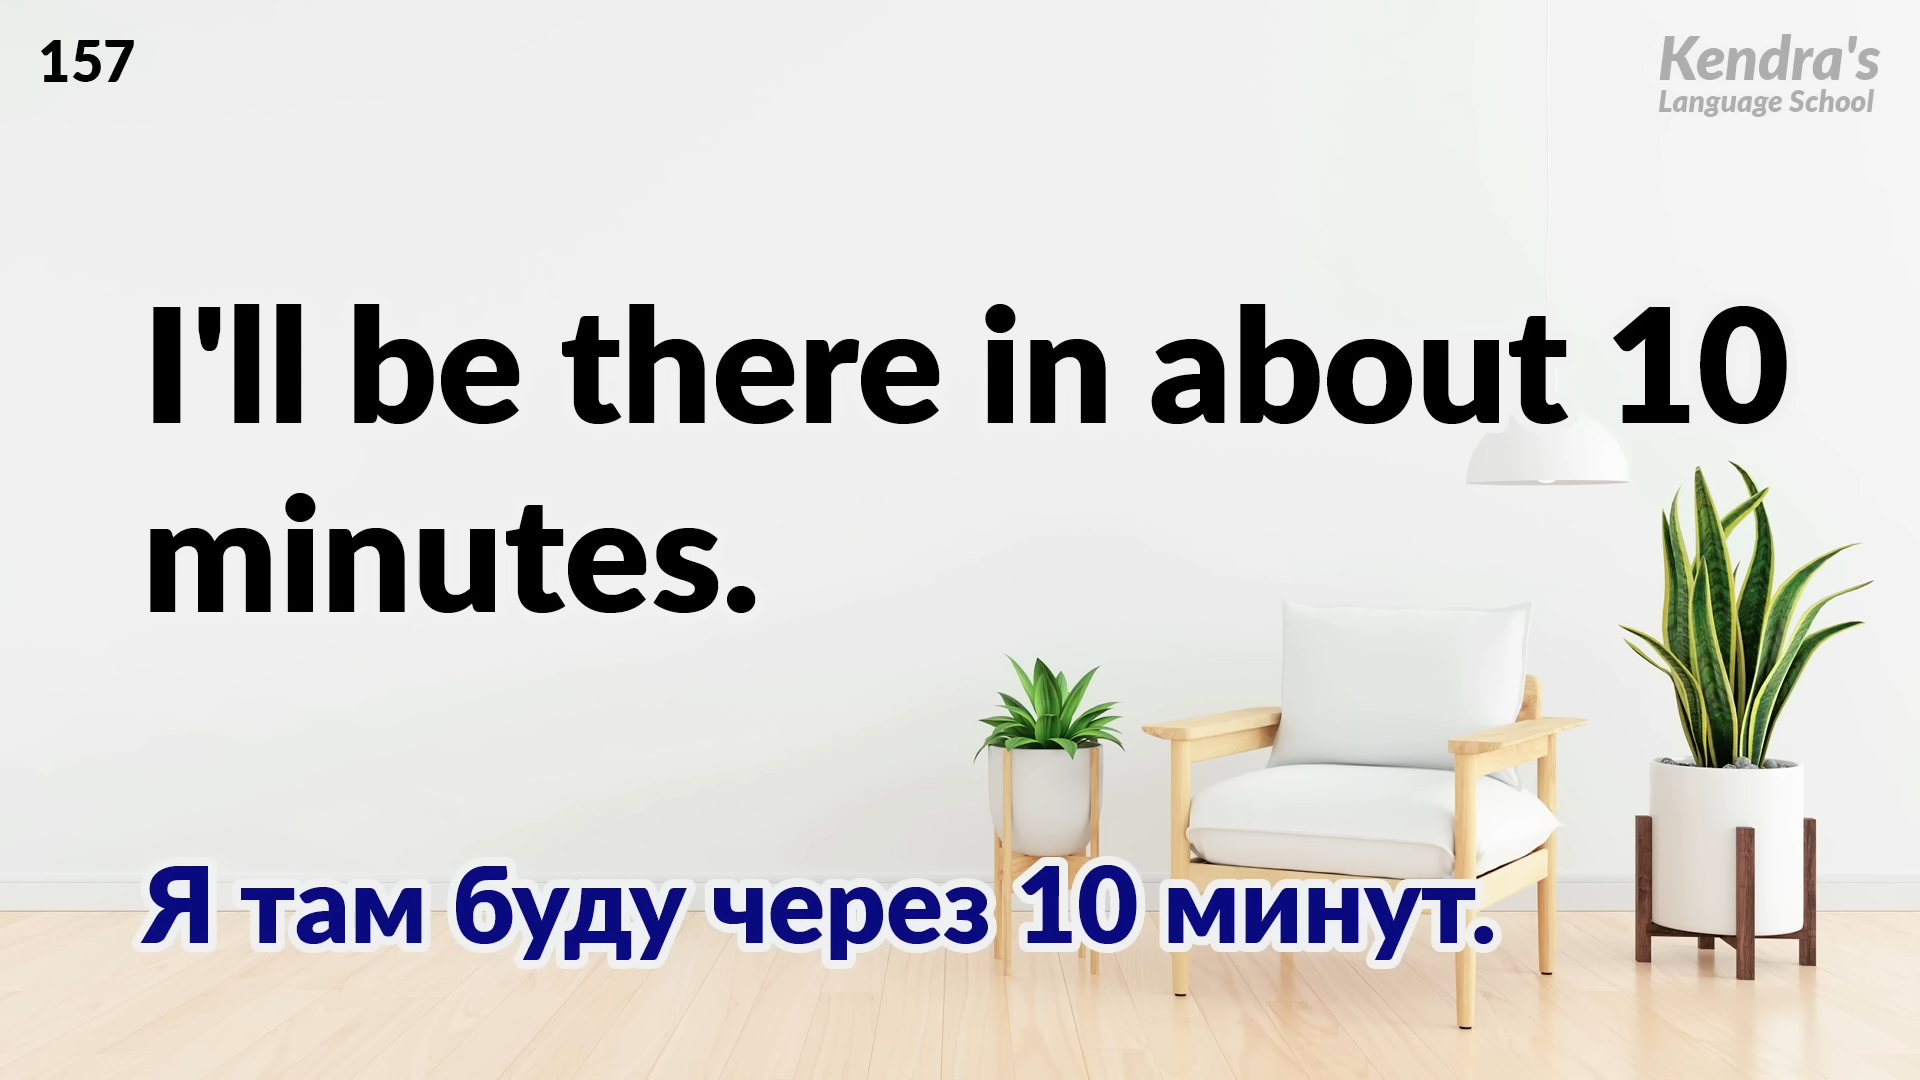 157
Kendra's
Language School
I'll be there in about 10
minutes.
Я там буду через 10 минут.